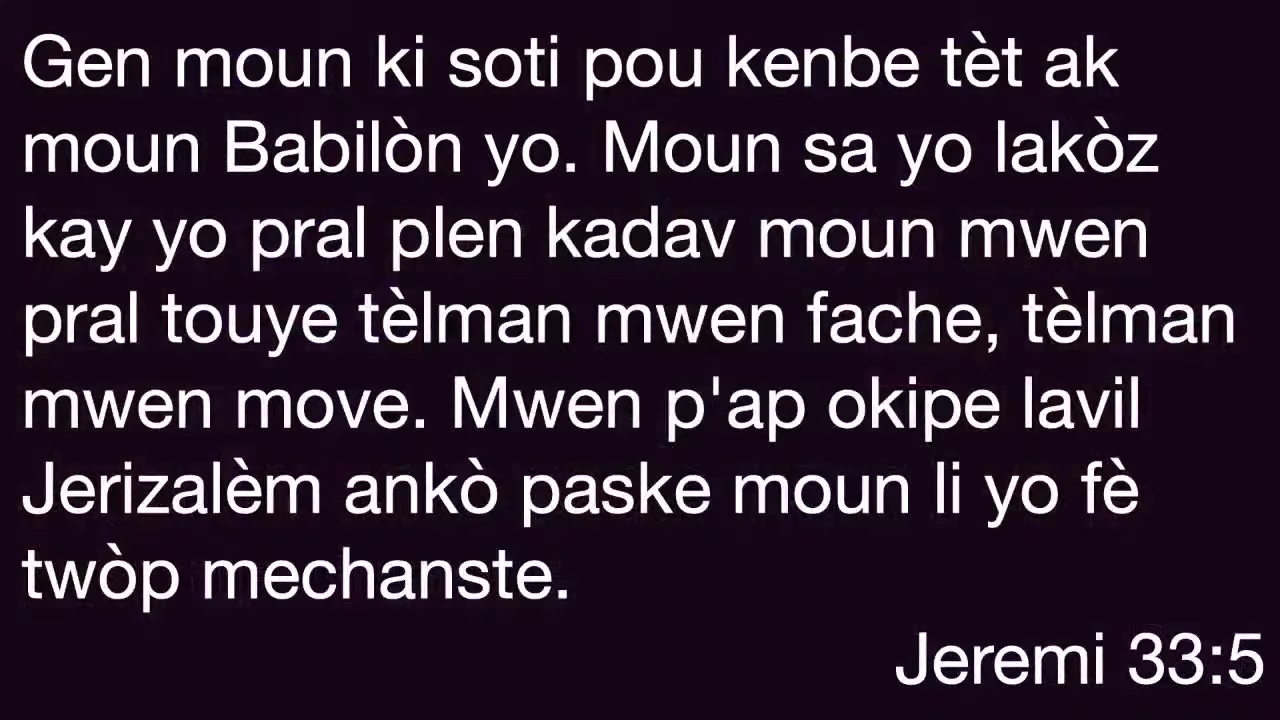 Gen moun ki soti pou kenbe tèt ak
moun Babilòn yo. Moun sa yo lakòz
kay yo pral plen kadav moun mwen
pral touye tèlman mwen fache, tèlman
mwen move. Mwen p'ap okipe lavil
Jerizalèm ankò paske moun li yo fè
twòp mechanste.
Jeremi 33:5